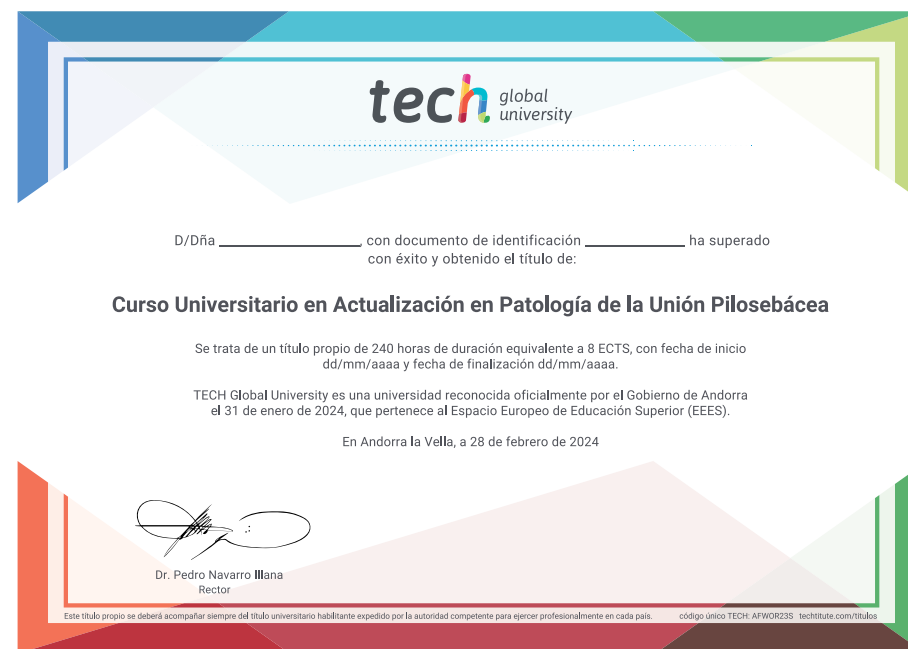 tech global university
D/Dña ____________________, con documento de identificación ______________ ha superado
con éxito y obtenido el título de:
Curso Universitario en Actualización en Patología de la Unión Pilosebácea
Se trata de un título propio de 240 horas de duración equivalente a 8 ECTS, con fecha de inicio
dd/mm/aaaa y fecha de finalización dd/mm/aaaa.
TECH Global University es una universidad reconocida oficialmente por el Gobierno de Andorra
el 31 de enero de 2024, que pertenece al Espacio Europeo de Educación Superior (EEES).
En Andorra la Vella, a 28 de febrero de 2024
Dr. Pedro Navarro Illana
Rector
Este título propio se deberá acompañar siempre del título universitario habilitante expedido por la autoridad competente para ejercer profesionalmente en cada país. código único TECH: AFWOR23S techtitute.com/titulos